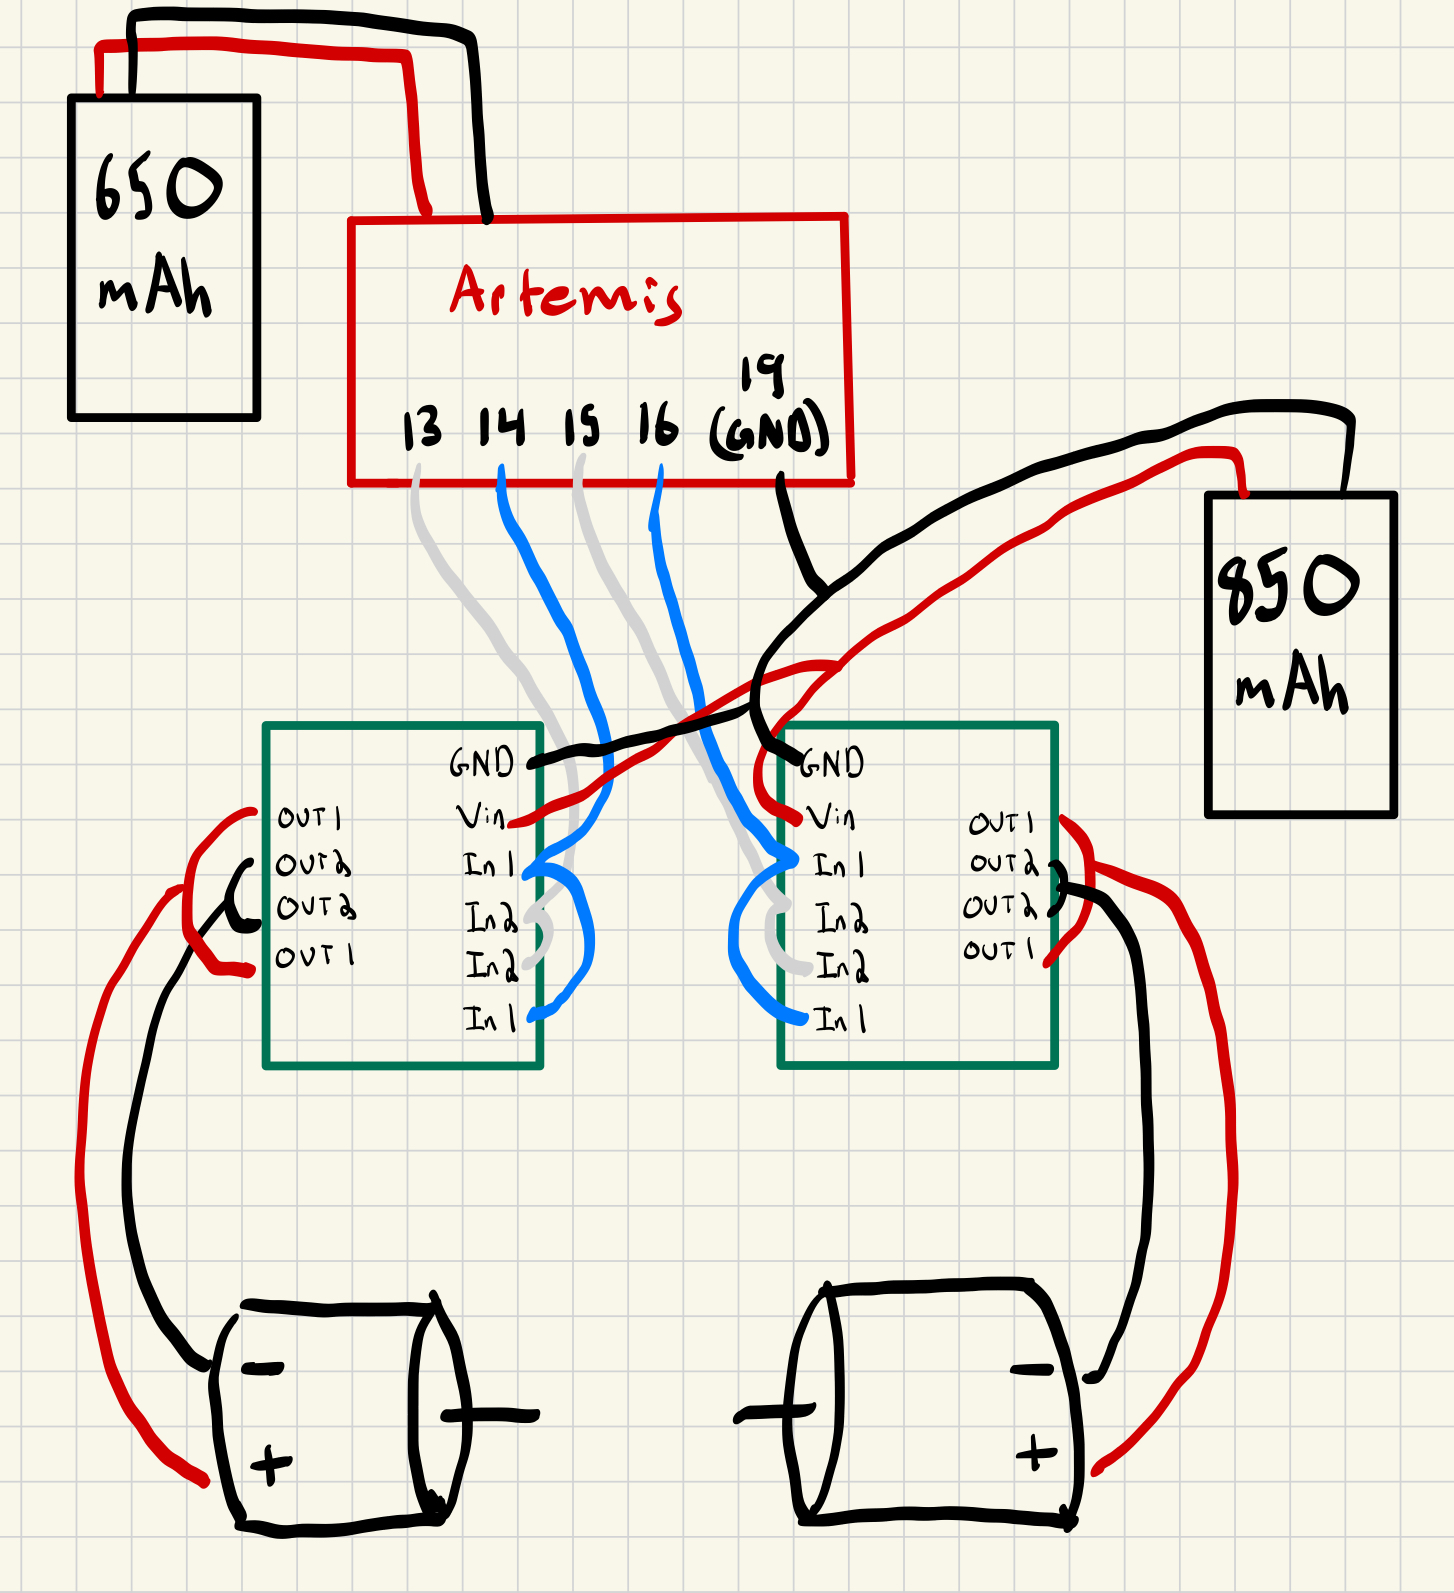 650
mAh
Artemis
13 14 15 16 19
(GND)
850
mAh
GND
Vin
In1
In2
In2
In1
OUT1
OUT2
OUT2
OUT1
GND
Vin
In1
In2
In2
In1
OUT1
OUT2
OUT2
OUT1
-
+
-
+